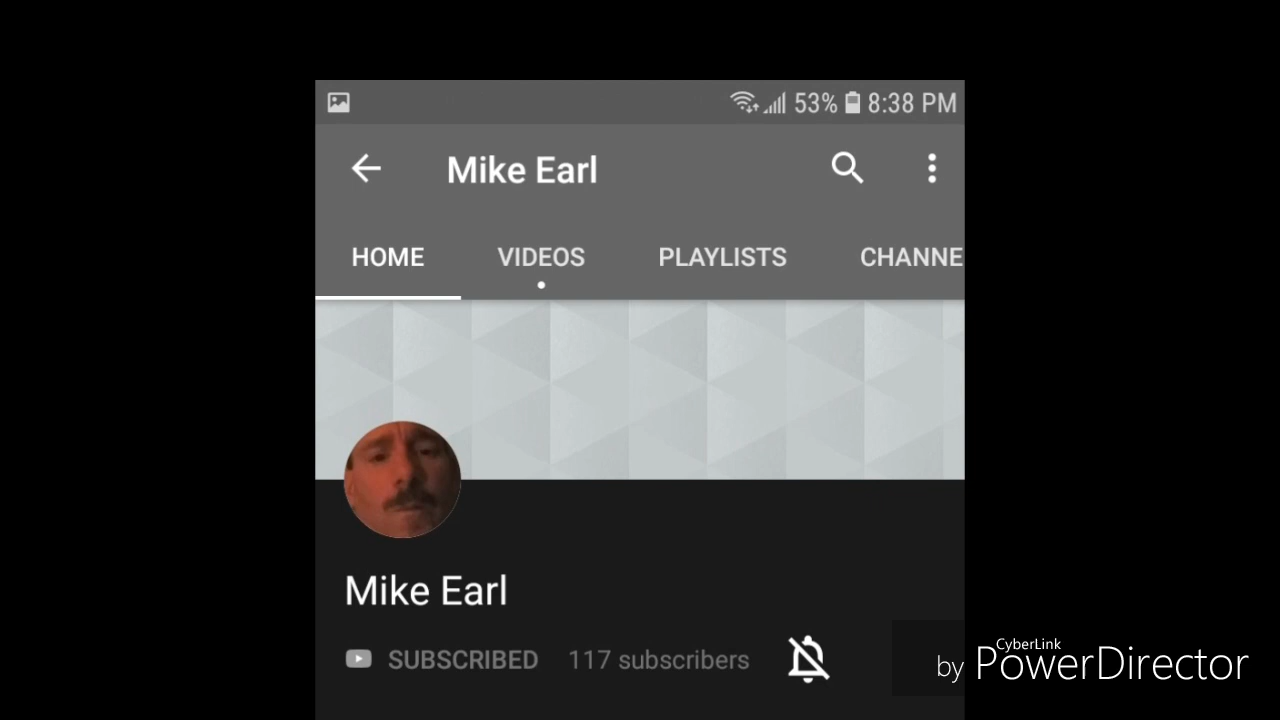 53% 8:38 PM
Mike Earl
HOME VIDEOS PLAYLISTS CHANNE
Mike Earl
SUBSCRIBED 117 subscribers
CyberLink
by PowerDirector